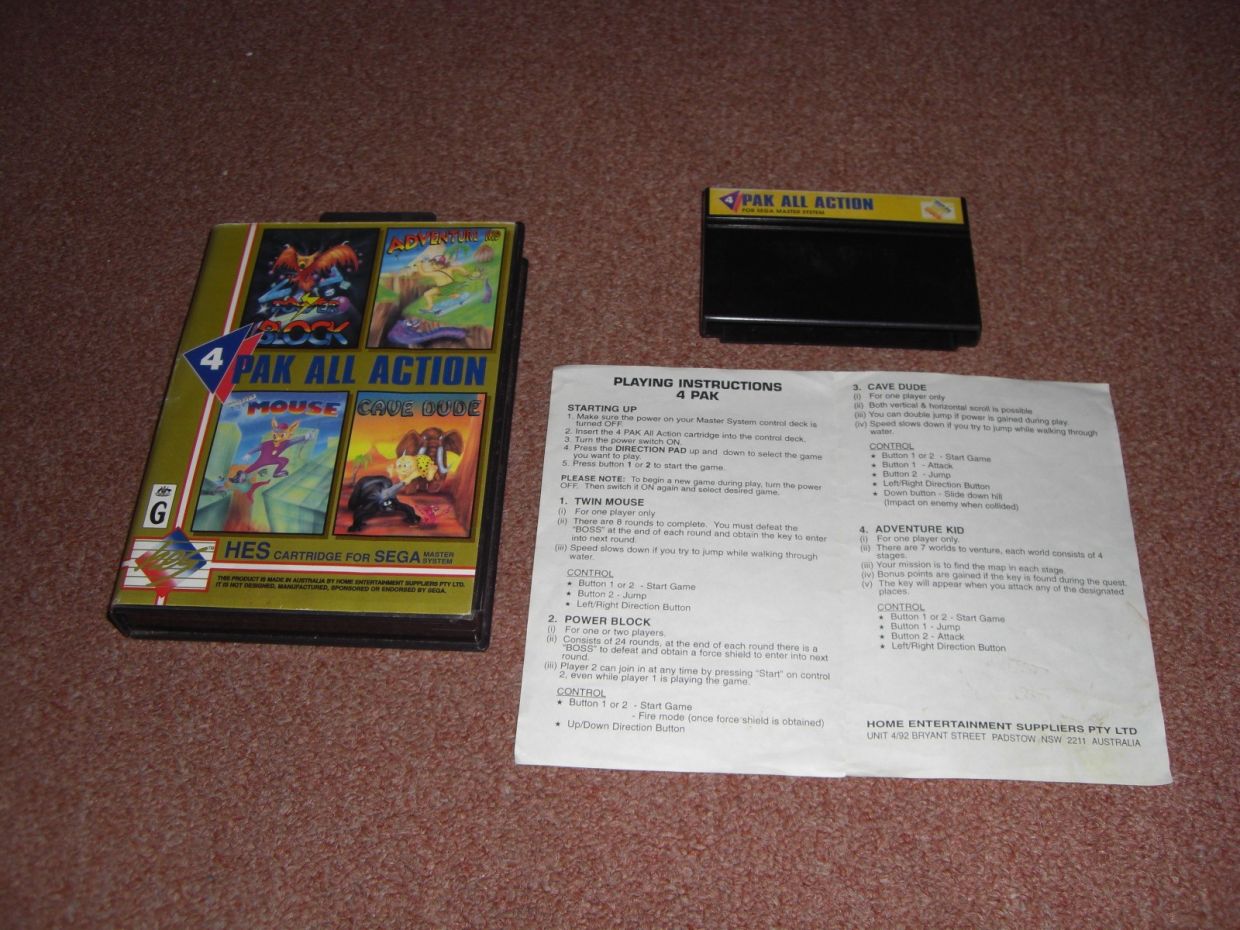 ADVENTURE KID
POWER
BLOCK
4 PAK ALL ACTION
MOUSE
CAVE DUDE
G
HES
HES CARTRIDGE FOR SEGA MASTER SYSTEM
THIS PRODUCT IS MADE IN AUSTRALIA BY HOME ENTERTAINMENT SUPPLIERS PTY LTD.
IT IS NOT DESIGNED, MANUFACTURED, SPONSORED OR ENDORSED BY SEGA.
4 PAK ALL ACTION
FOR SEGA MASTER SYSTEM
PLAYING INSTRUCTIONS
4 PAK
STARTING UP
1. Make sure the power on your Master System control deck is
turned OFF.
2. Insert the 4 PAK All Action cartridge into the control deck.
3. Turn the power switch ON.
4. Press the DIRECTION PAD up and down to select the game
you want to play.
5. Press button 1 or 2 to start the game.
PLEASE NOTE: To begin a new game during play, turn the power
OFF. Then switch it ON again and select desired game.
1. TWIN MOUSE
(i) For one player only
(ii) There are 8 rounds to complete. You must defeat the
"BOSS" at the end of each round and obtain the key to enter
into next round.
(iii) Speed slows down if you try to jump while walking through
water.
CONTROL
★ Button 1 or 2 - Start Game
★ Button 2 - Jump
★ Left/Right Direction Button
2. POWER BLOCK
(i) For one or two players.
(ii) Consists of 24 rounds, at the end of each round there is a
"BOSS" to defeat and obtain a force shield to enter into next
round.
(iii) Player 2 can join in at any time by pressing "Start" on control
2, even while player 1 is playing the game.
CONTROL
★ Button 1 or 2 - Start Game
- Fire mode (once force shield is obtained)
★ Up/Down Direction Button
3. CAVE DUDE
(i) For one player only
(ii) Both vertical & horizontal scroll is possible
(iii) You can double jump if power is gained during play.
(iv) Speed slows down if you try to jump while walking through
water.
CONTROL
★ Button 1 or 2 - Start Game
★ Button 1 - Attack
★ Button 2 - Jump
★ Left/Right Direction Button
★ Down button - Slide down hill
(Impact on enemy when collided)
4. ADVENTURE KID
(i) For one player only.
(ii) There are 7 worlds to venture, each world consists of 4
stages.
(iii) Your mission is to find the map in each stage.
(iv) Bonus points are gained if the key is found during the quest.
(v) The key will appear when you attack any of the designated
places.
CONTROL
★ Button 1 or 2 - Start Game
★ Button 1 - Jump
★ Button 2 - Attack
★ Left/Right Direction Button
HOME ENTERTAINMENT SUPPLIERS PTY LTD
UNIT 4/92 BRYANT STREET PADSTOW NSW 2211 AUSTRALIA